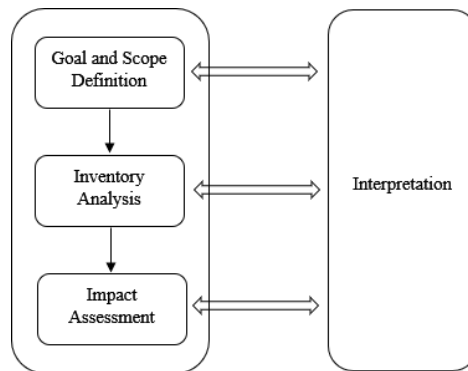 Goal and Scope
Definition
Inventory
Analysis
Interpretation
Impact
Assessment